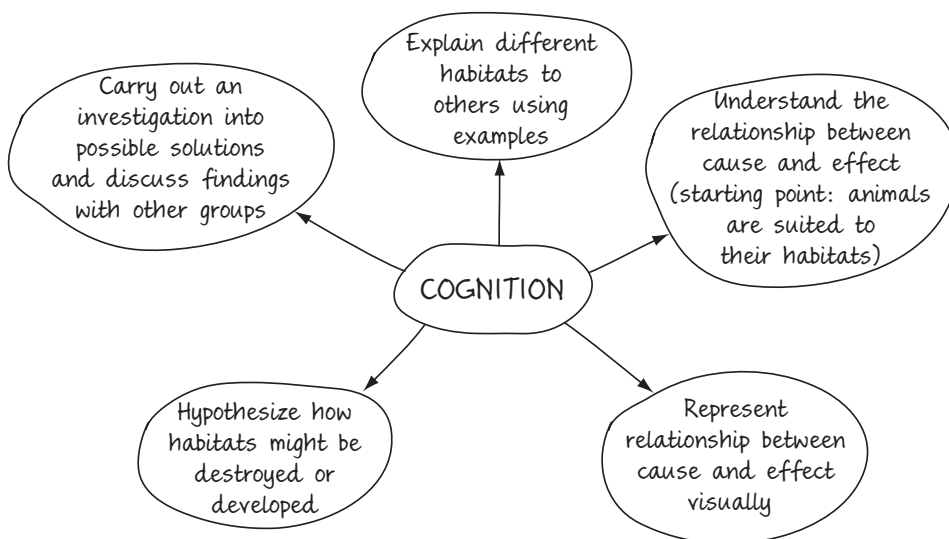 Explain different
habitats to
others using
examples
Carry out an
investigation into
possible solutions
and discuss findings
with other groups
Understand the
relationship between
cause and effect
(starting point: animals
are suited to
their habitats)
COGNITION
Hypothesize how
habitats might be
destroyed or
developed
Represent
relationship between
cause and effect
visually